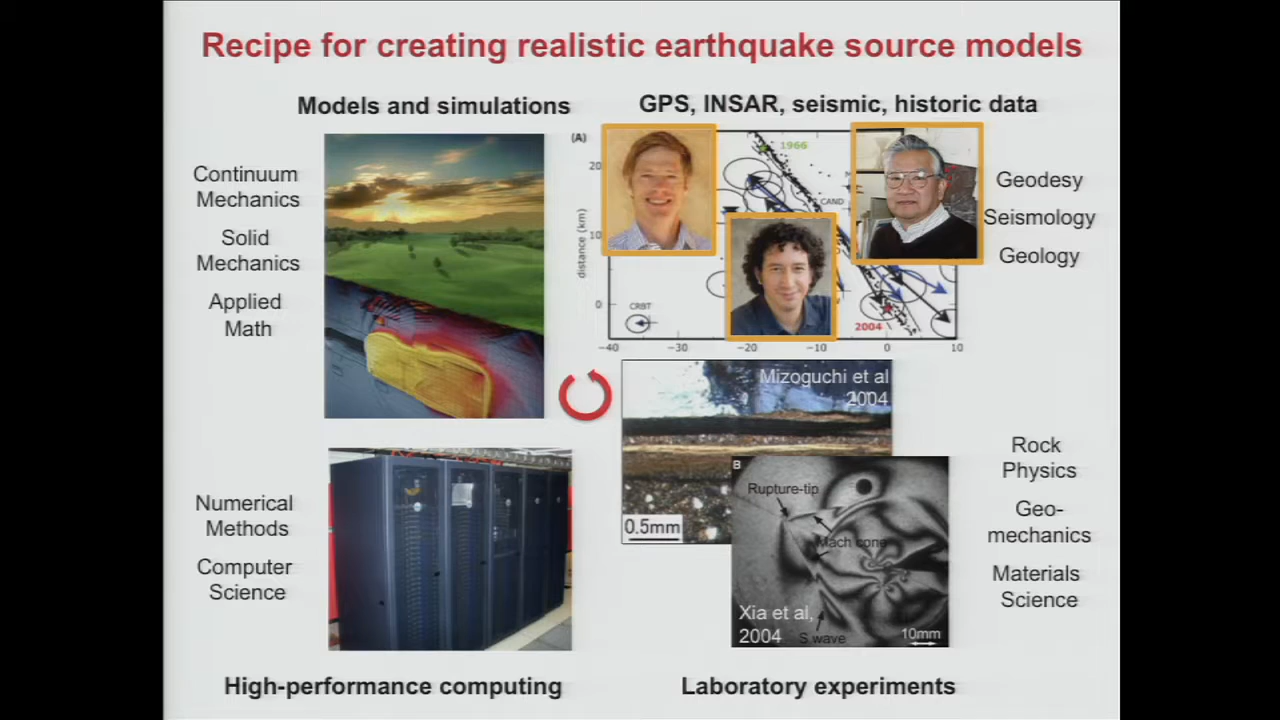 Recipe for creating realistic earthquake source models
Models and simulations
GPS, INSAR, seismic, historic data
Continuum
Mechanics
Solid
Mechanics
Applied
Math
(A)
20
10
0
distance (km)
1966
CAND
CRBT
2004
−40
−30
−20
−10
0
10
Geodesy
Seismology
Geology
Mizoguchi et al
2004
0.5mm
B
Rupture-tip
Mach cone
S wave
Xia et al,
2004
10mm
Numerical
Methods
Computer
Science
Rock
Physics
Geo-
mechanics
Materials
Science
High-performance computing
Laboratory experiments